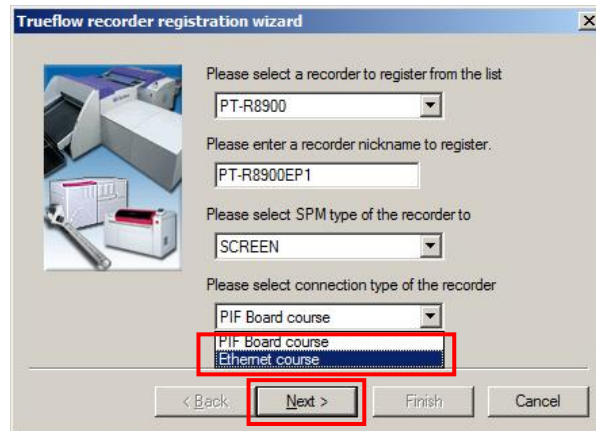 Trueflow recorder registration wizard
Please select a recorder to register from the list
PT-R8900
Please enter a recorder nickname to register.
PT-R8900EP1
Please select SPM type of the recorder to
SCREEN
Please select connection type of the recorder
PIF Board course
PIF Board course
Ethernet course
< Back Next > Finish Cancel